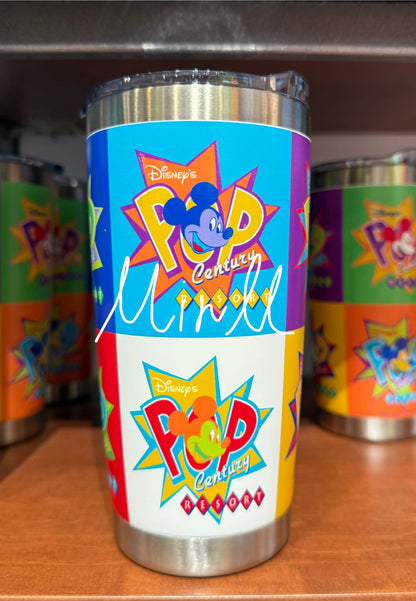 Disney's
POP
Century
RESORT
Disney's
POP
Century
RESORT